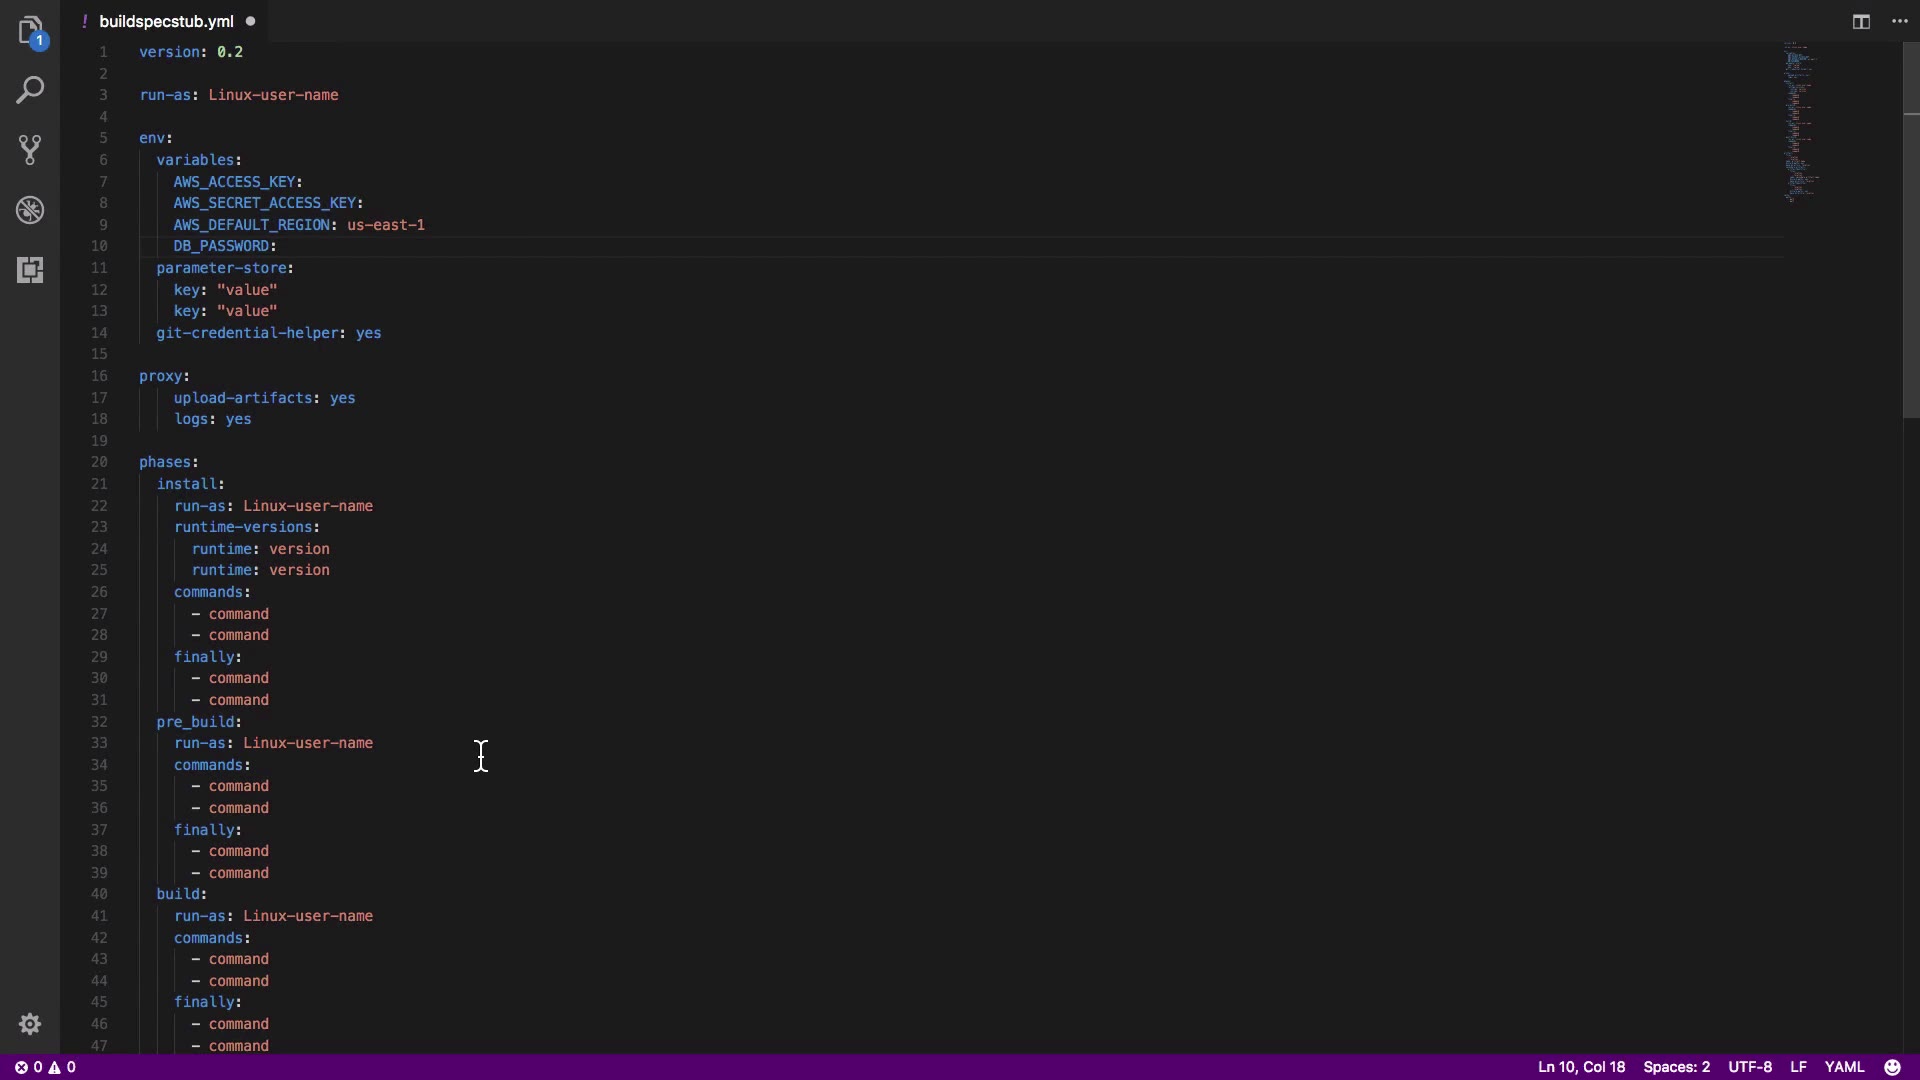 1
! buildspecstub.yml
1 version: 0.2
2
3 run-as: Linux-user-name
4
5 env:
6   variables:
7     AWS_ACCESS_KEY:
8     AWS_SECRET_ACCESS_KEY:
9     AWS_DEFAULT_REGION: us-east-1
10     DB_PASSWORD:
11   parameter-store:
12     key: "value"
13     key: "value"
14   git-credential-helper: yes
15
16 proxy:
17     upload-artifacts: yes
18     logs: yes
19
20 phases:
21   install:
22     run-as: Linux-user-name
23     runtime-versions:
24       runtime: version
25       runtime: version
26     commands:
27       - command
28       - command
29     finally:
30       - command
31       - command
32   pre_build:
33     run-as: Linux-user-name
34     commands:
35       - command
36       - command
37     finally:
38       - command
39       - command
40   build:
41     run-as: Linux-user-name
42     commands:
43       - command
44       - command
45     finally:
46       - command
47       - command
0 0 Ln 10, Col 18 Spaces: 2 UTF-8 LF YAML